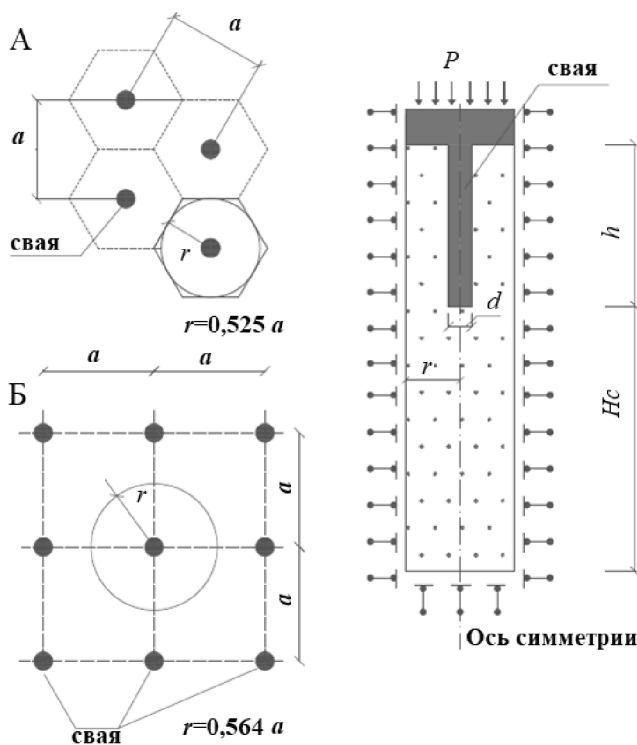 А
a
a
свая
r
r=0,525 a
Б
a
a
r
a
a
свая
r=0,564 a
P
свая
h
d
r
Hc
Ось симметрии